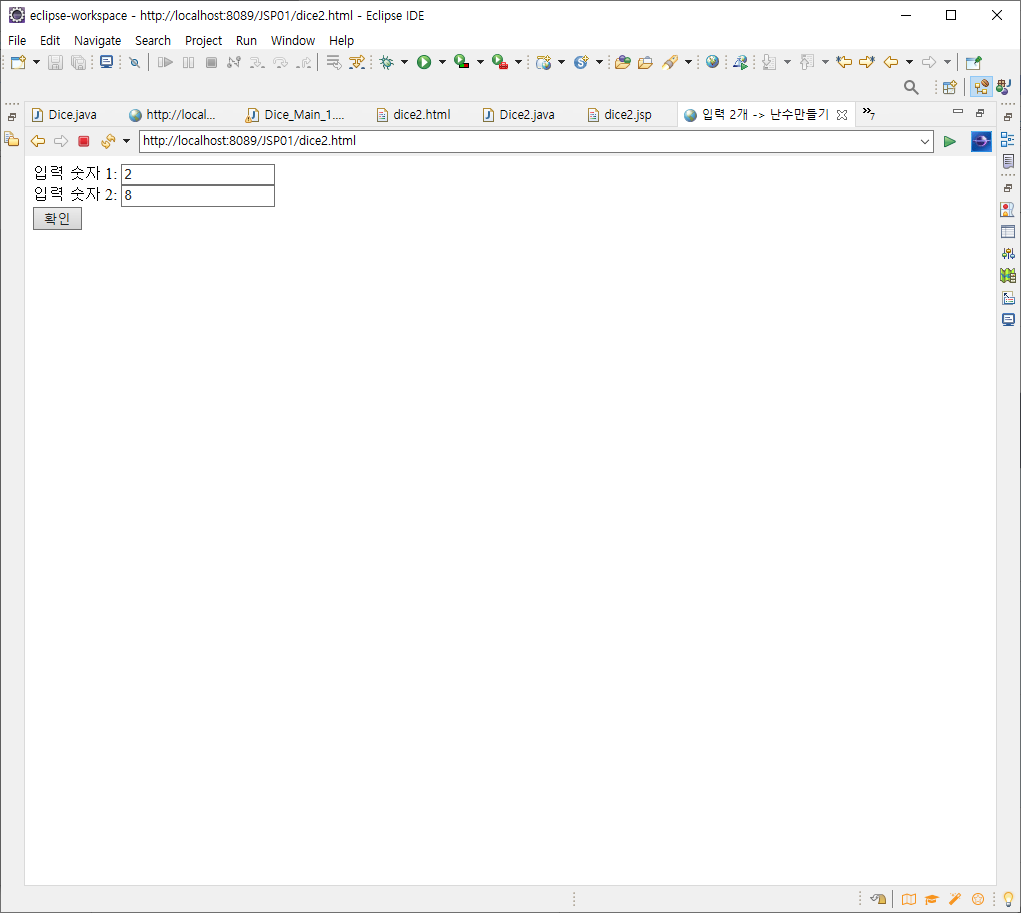 eclipse-workspace - http://localhost:8089/JSP01/dice2.html - Eclipse IDE
File Edit Navigate Search Project Run Window Help
Dice.java http://local... Dice_Main_1.... dice2.html Dice2.java dice2.jsp 입력 2개 -> 난수만들기 »7
http://localhost:8089/JSP01/dice2.html
입력 숫자 1: 2
입력 숫자 2: 8
확인